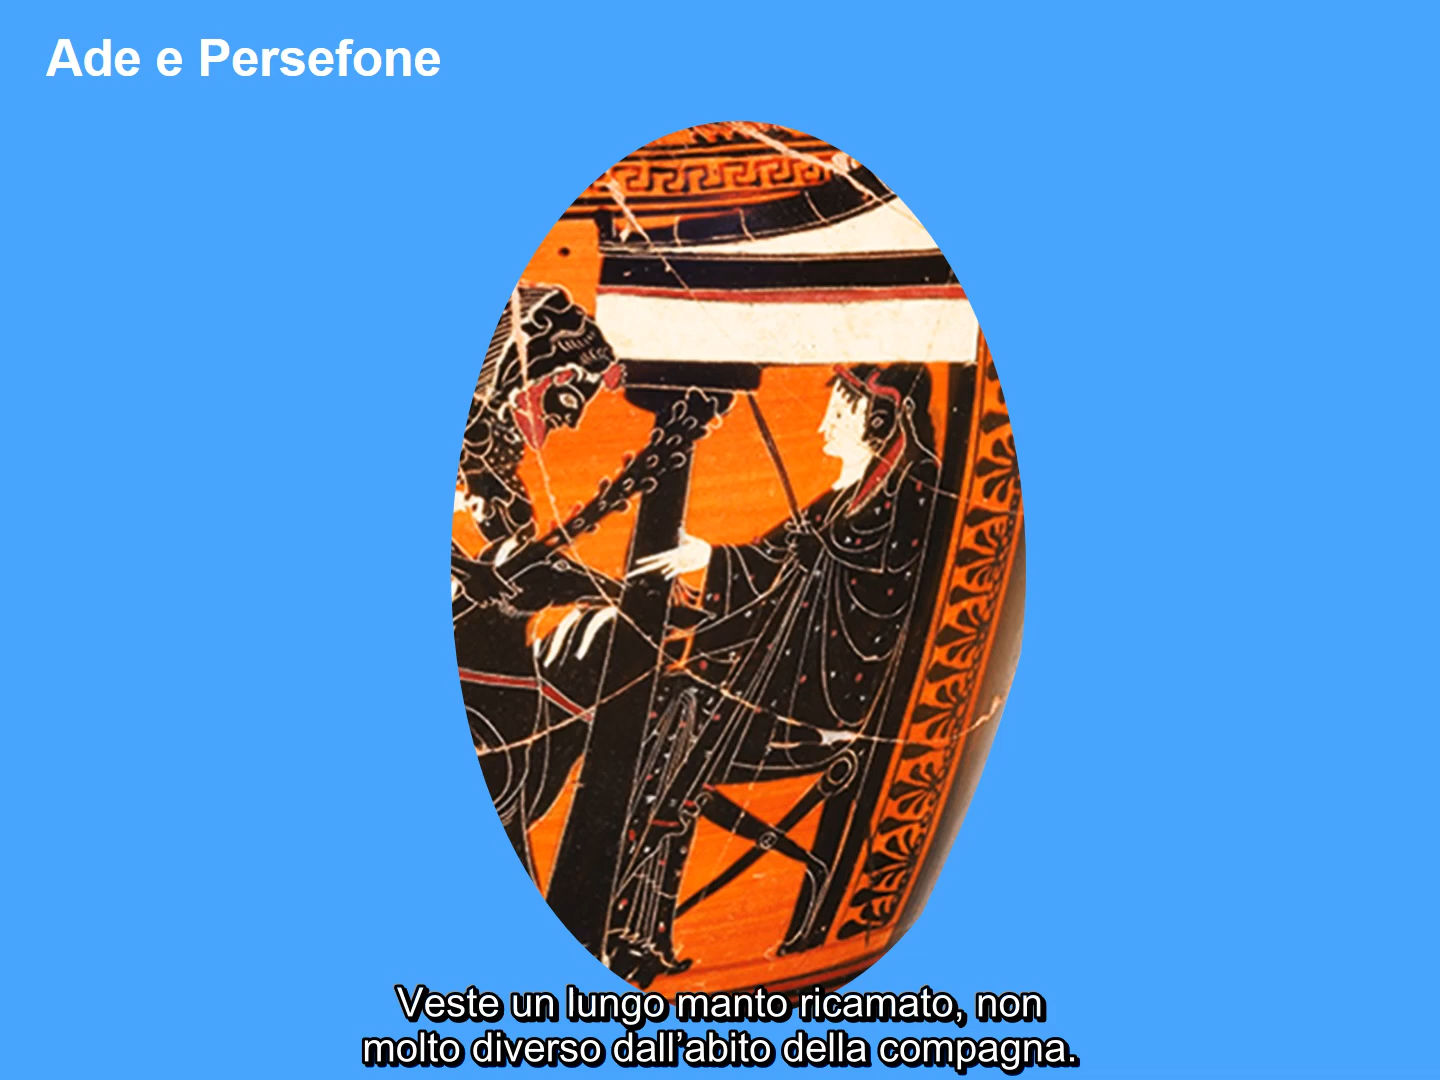 Ade e Persefone
Veste un lungo manto ricamato, non
molto diverso dall’abito della compagna.